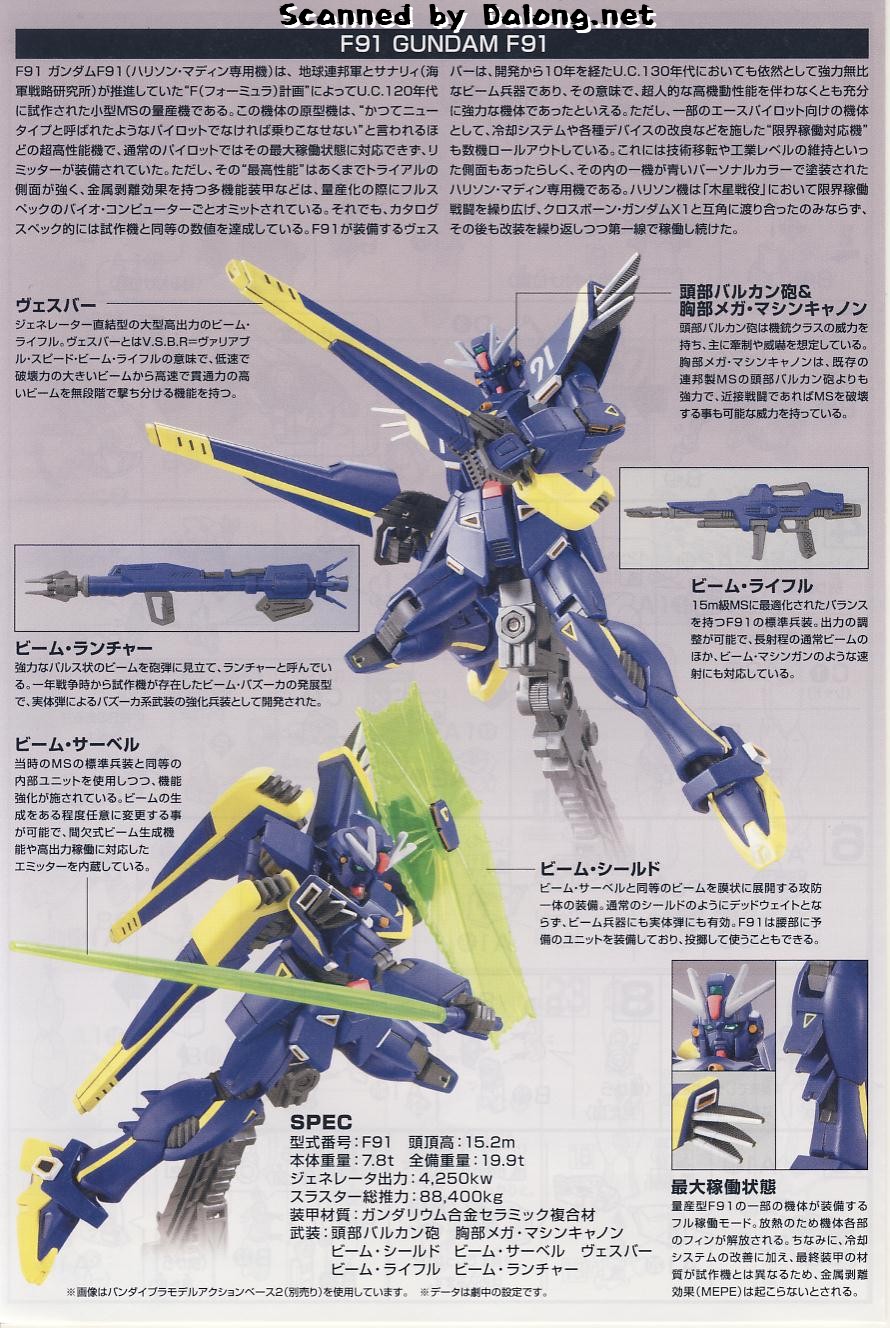 Scanned by Dalong.net
F91 GUNDAM F91
F91 ガンダムF91(ハリソン・マディン専用機)は、地球連邦軍とサナリィ(海
軍戦略研究所)が推進していた“F(フォーミュラ)計画”によってU.C.120年代
に試作された小型MSの量産機である。この機体の原型機は、“かつてニュー
タイプと呼ばれたようなパイロットでなければ乗りこなせない”と言われるほ
どの超高性能機で、通常のパイロットではその最大稼働状態に対応できず、リ
ミッターが装備されていた。ただし、その“最高性能”はあくまでトライアルの
側面が強く、金属剥離効果を持つ多機能装甲などは、量産化の際にフルス
ペックのバイオ・コンピューターごとオミットされている。それでも、カタログ
スペック的には試作機と同等の数値を達成している。F91が装備するヴェス
バーは、開発から10年を経たU.C.130年代においても依然として強力無比
なビーム兵器であり、その意味で、超人的な高機動性能を伴わなくとも充分
に強力な機体であったといえる。ただし、一部のエースパイロット向けの機体
として、冷却システムや各種デバイスの改良などを施した“限界稼働対応機”
も数機ロールアウトしている。これには技術移転や工業レベルの維持といっ
た側面もあったらしく、その内の一機が青いパーソナルカラーで塗装された
ハリソン・マディン専用機である。ハリソン機は「木星戦役」において限界稼働
戦闘を繰り広げ、クロスボーン・ガンダムX1と互角に渡り合ったのみならず、
その後も改装を繰り返しつつ第一線で稼働し続けた。
ヴェスバー
ジェネレーター直結型の大型高出力のビーム・
ライフル。ヴェスバーとはV.S.B.R=ヴァリアブ
ル・スピード・ビーム・ライフルの意味で、低速で
破壊力の大きいビームから高速で貫通力の高
いビームを無段階で撃ち分ける機能を持つ。
頭部バルカン砲&
胸部メガ・マシンキャノン
頭部バルカン砲は機銃クラスの威力を
持ち、主に牽制や威嚇を想定している。
胸部メガ・マシンキャノンは、既存の
連邦製MSの頭部バルカン砲よりも
強力で、近接戦闘であればMSを破壊
する事も可能な威力を持っている。
91
ビーム・ライフル
15m級MSに最適化されたバランス
を持つF91の標準兵装。出力の調
整が可能で、長射程の通常ビームの
ほか、ビーム・マシンガンのような速
射にも対応している。
ビーム・ランチャー
強力なパルス状のビームを砲弾に見立て、ランチャーと呼んでい
る。一年戦争時から試作機が存在したビーム・バズーカの発展型
で、実体弾によるバズーカ系武装の強化兵装として開発された。
ビーム・サーベル
当時のMSの標準兵装と同等の
内部ユニットを使用しつつ、機能
強化が施されている。ビームの生
成をある程度任意に変更する事
が可能で、間欠式ビーム生成機
能や高出力稼働に対応した
エミッターを内蔵している。
ビーム・シールド
ビーム・サーベルと同等のビームを膜状に展開する攻防
一体の装備。通常のシールドのようにデッドウェイトとな
らず、ビーム兵器にも実体弾にも有効。F91は腰部に予
備のユニットを装備しており、投擲して使うこともできる。
SPEC
型式番号:F91 頭頂高:15.2m
本体重量:7.8t 全備重量:19.9t
ジェネレータ出力:4,250kw
スラスター総推力:88,400kg
装甲材質:ガンダリウム合金セラミック複合材
武装:頭部バルカン砲 胸部メガ・マシンキャノン
ビーム・シールド ビーム・サーベル ヴェスバー
ビーム・ライフル ビーム・ランチャー
最大稼働状態
量産型F91の一部の機体が装備する
フル稼働モード。放熱のため機体各部
のフィンが解放される。ちなみに、冷却
システムの改善に加え、最終装甲の材
質が試作機とは異なるため、金属剥離
効果(MEPE)は起こらないとされる。
※画像はバンダイプラモデルアクションベース2(別売り)を使用しています。 ※データは劇中の設定です。